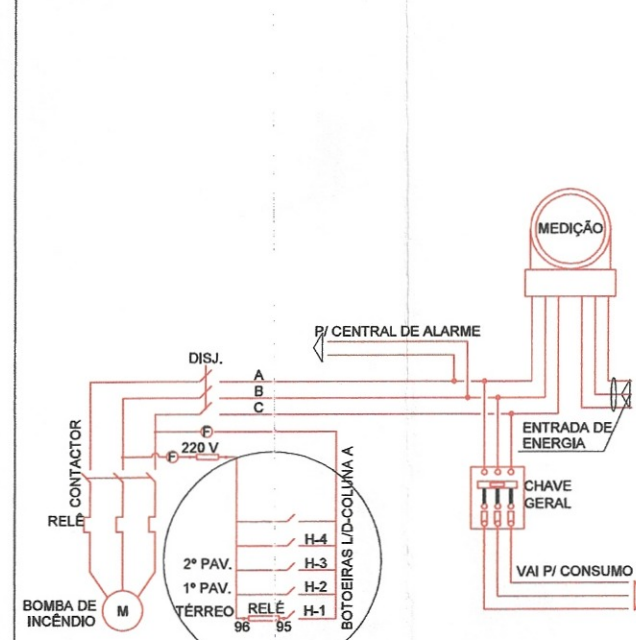 MEDIÇÃO
P/ CENTRAL DE ALARME
DISJ.
A
B
C
ENTRADA DE
ENERGIA
F
F
220 V
CONTACTOR
BOTOEIRAS L/D-COLUNA A
CHAVE
GERAL
RELÊ
H-4
2º PAV.
H-3
1º PAV.
H-2
TÉRREO
RELÊ
H-1
96
95
VAI P/ CONSUMO
BOMBA DE
INCÊNDIO
M